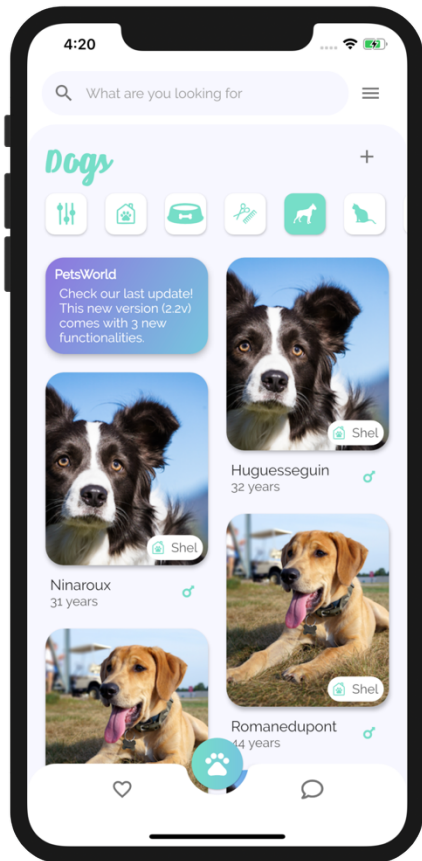 4:20
What are you looking for
Dogs
PetsWorld
Check our last update!
This new version (2.2v)
comes with 3 new
functionalities.
Shel
Huguesseguin
32 years
Shel
Ninaroux
31 years
Shel
Romanedupont
44 years